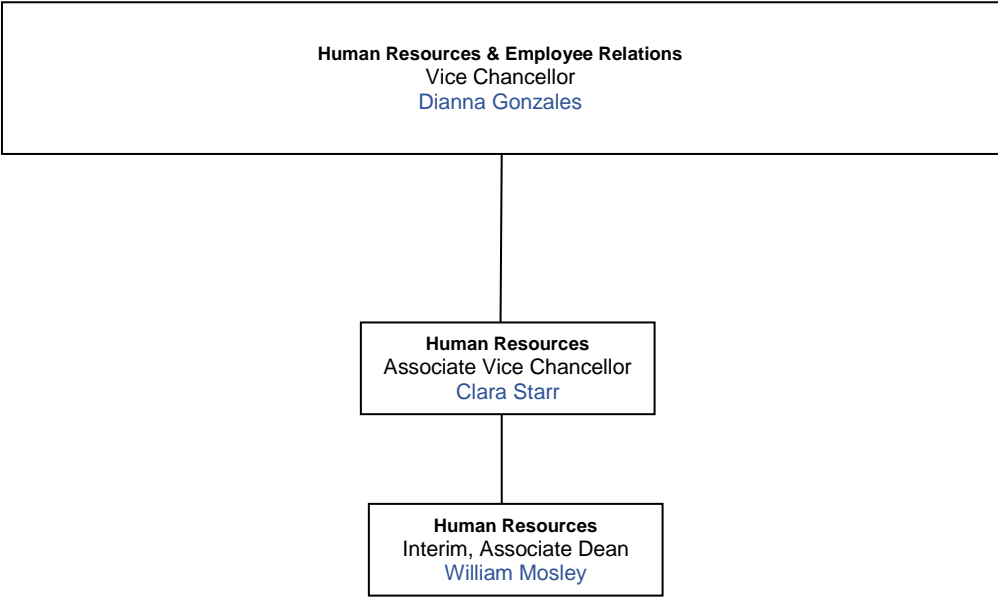 Human Resources & Employee Relations
Vice Chancellor
Dianna Gonzales
Human Resources
Associate Vice Chancellor
Clara Starr
Human Resources
Interim, Associate Dean
William Mosley